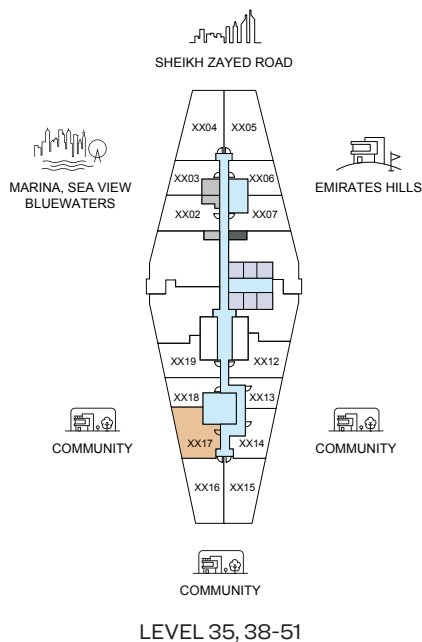 SHEIKH ZAYED ROAD
XX04 XX05
MARINA, SEA VIEW
BLUEWATERS
EMIRATES HILLS
XX03 XX06
XX02 XX07
XX19 XX12
XX18 XX13
COMMUNITY
COMMUNITY
XX17 XX14
XX16 XX15
COMMUNITY
LEVEL 35, 38-51